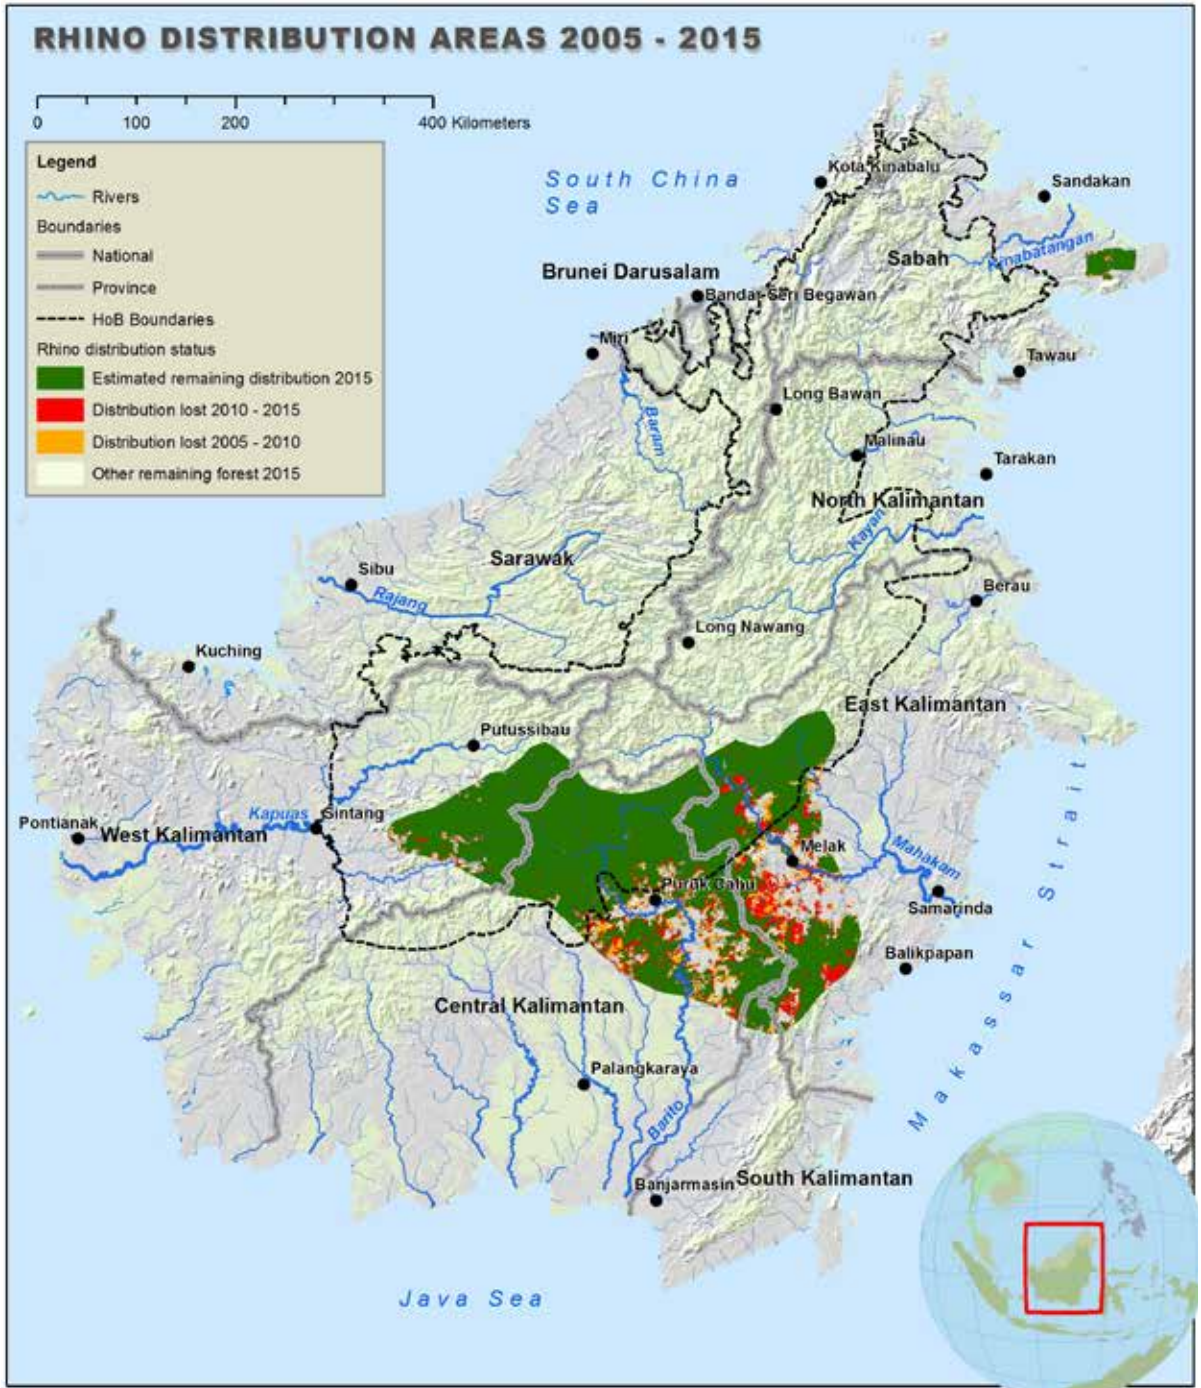 RHINO DISTRIBUTION AREAS 2005 - 2015
0 100 200 400 Kilometers
Legend
Rivers
Boundaries
National
Province
HoB Boundaries
Rhino distribution status
Estimated remaining distribution 2015
Distribution lost 2010 - 2015
Distribution lost 2005 - 2010
Other remaining forest 2015
South China
Sea
Kota Kinabalu
Sandakan
Sabah
Kinabatangan
Brunei Darusalam
Bandar Seri Begawan
Miri
Tawau
Long Bawan
Baram
Malinau
Tarakan
North Kalimantan
Kayan
Sarawak
Sibu
Rajang
Berau
Long Nawang
Kuching
East Kalimantan
Putussibau
Kapuas
Sintang
Pontianak
West Kalimantan
Melak
Mahakam
Makassar Strait
Puruk Cahu
Samarinda
Balikpapan
Central Kalimantan
Palangkaraya
Barito
Banjarmasin
South Kalimantan
Java Sea